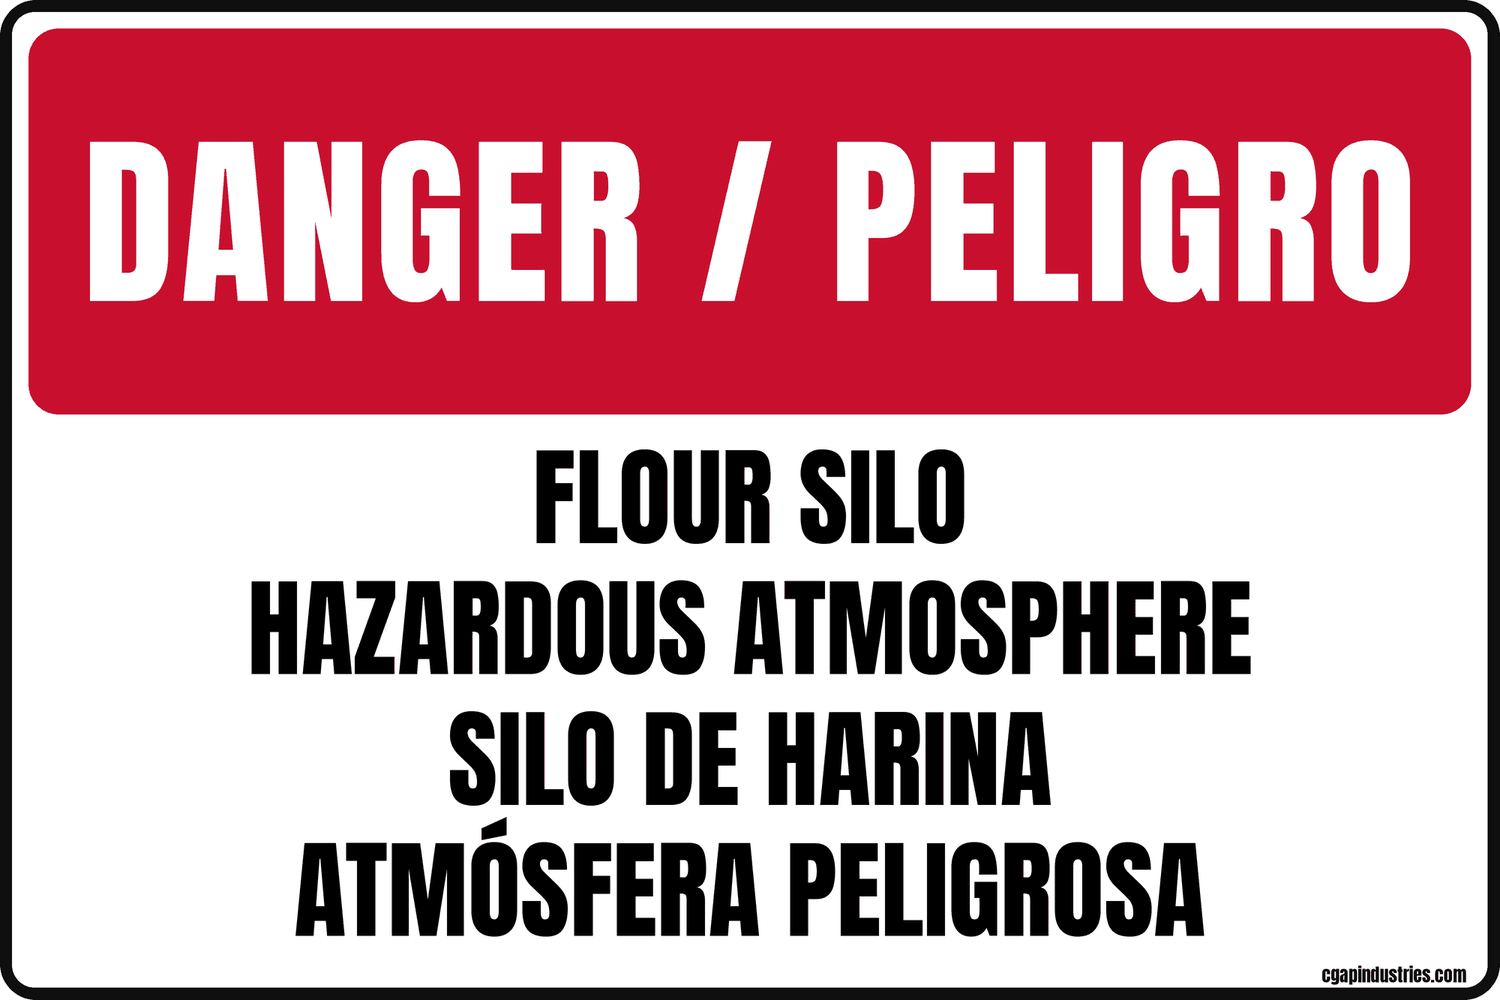 DANGER / PELIGRO
FLOUR SILO
HAZARDOUS ATMOSPHERE
SILO DE HARINA
ATMÓSFERA PELIGROSA
cgapindustries.com